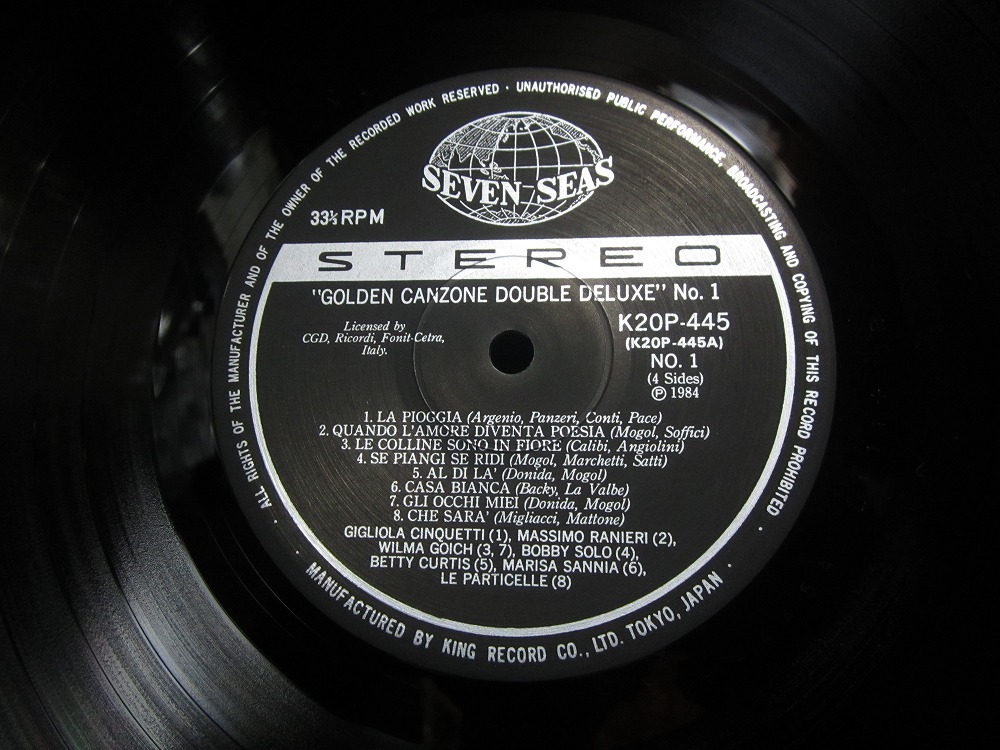 ALL RIGHTS OF THE MANUFACTURER AND OF THE OWNER OF THE RECORDED WORK RESERVED · UNAUTHORISED PUBLIC PERFORMANCE, BROADCASTING AND COPYING OF THIS RECORD PROHIBITED ·
SEVEN SEAS
33⅓ RPM
STEREO
"GOLDEN CANZONE DOUBLE DELUXE" No. 1
Licensed by
CGD, Ricordi, Fonit-Cetra,
Italy.
K20P-445
(K20P-445A)
NO. 1
(4 Sides)
℗ 1984
1. LA PIOGGIA (Argenio, Panzeri, Conti, Pace)
2. QUANDO L'AMORE DIVENTA POESIA (Mogol, Soffici)
3. LE COLLINE SONO IN FIORE (Calibi, Angiolini)
4. SE PIANGI SE RIDI (Mogol, Marchetti, Satti)
5. AL DI LA' (Donida, Mogol)
6. CASA BIANCA (Backy, La Valbe)
7. GLI OCCHI MIEI (Donida, Mogol)
8. CHE SARA' (Migliacci, Mattone)
GIGLIOLA CINQUETTI (1), MASSIMO RANIERI (2),
WILMA GOICH (3, 7), BOBBY SOLO (4),
BETTY CURTIS (5), MARISA SANNIA (6),
LE PARTICELLE (8)
MANUFACTURED BY KING RECORD CO., LTD. TOKYO, JAPAN ·